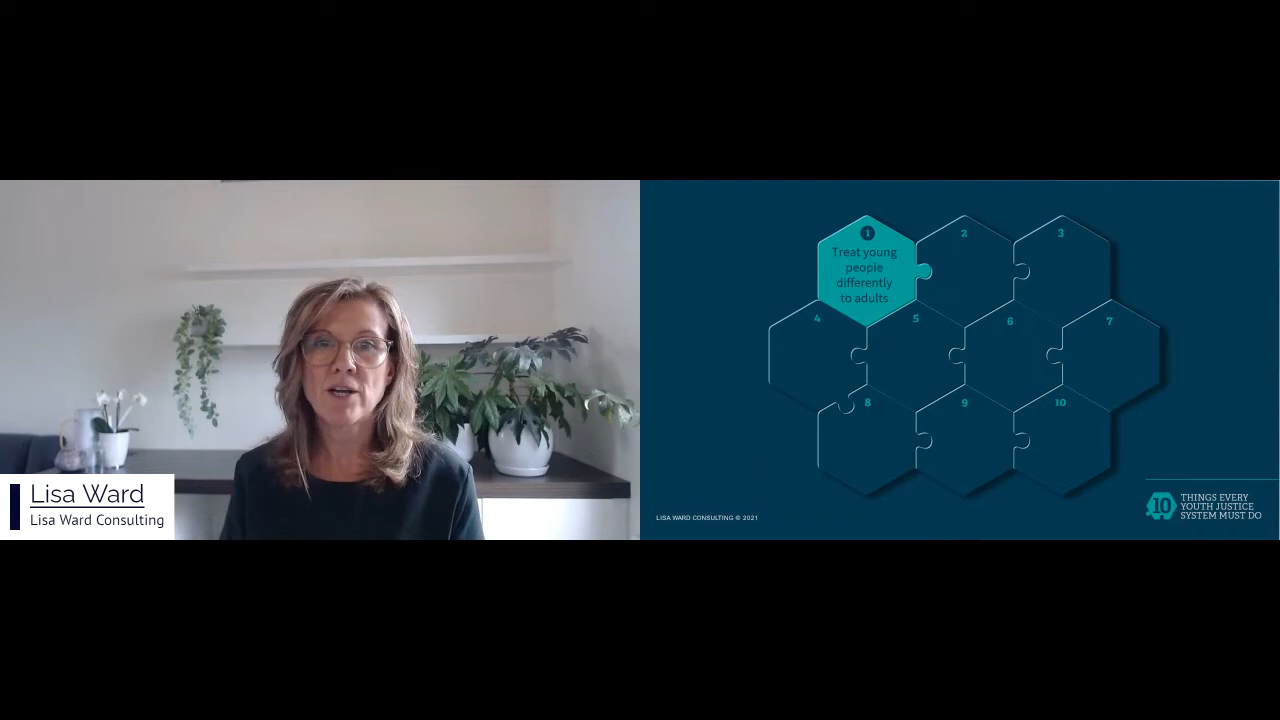 Lisa Ward
Lisa Ward Consulting
1
Treat young
people
differently
to adults
2
3
4
5
6
7
8
9
10
LISA WARD CONSULTING © 2021
10
THINGS EVERY
YOUTH JUSTICE
SYSTEM MUST DO